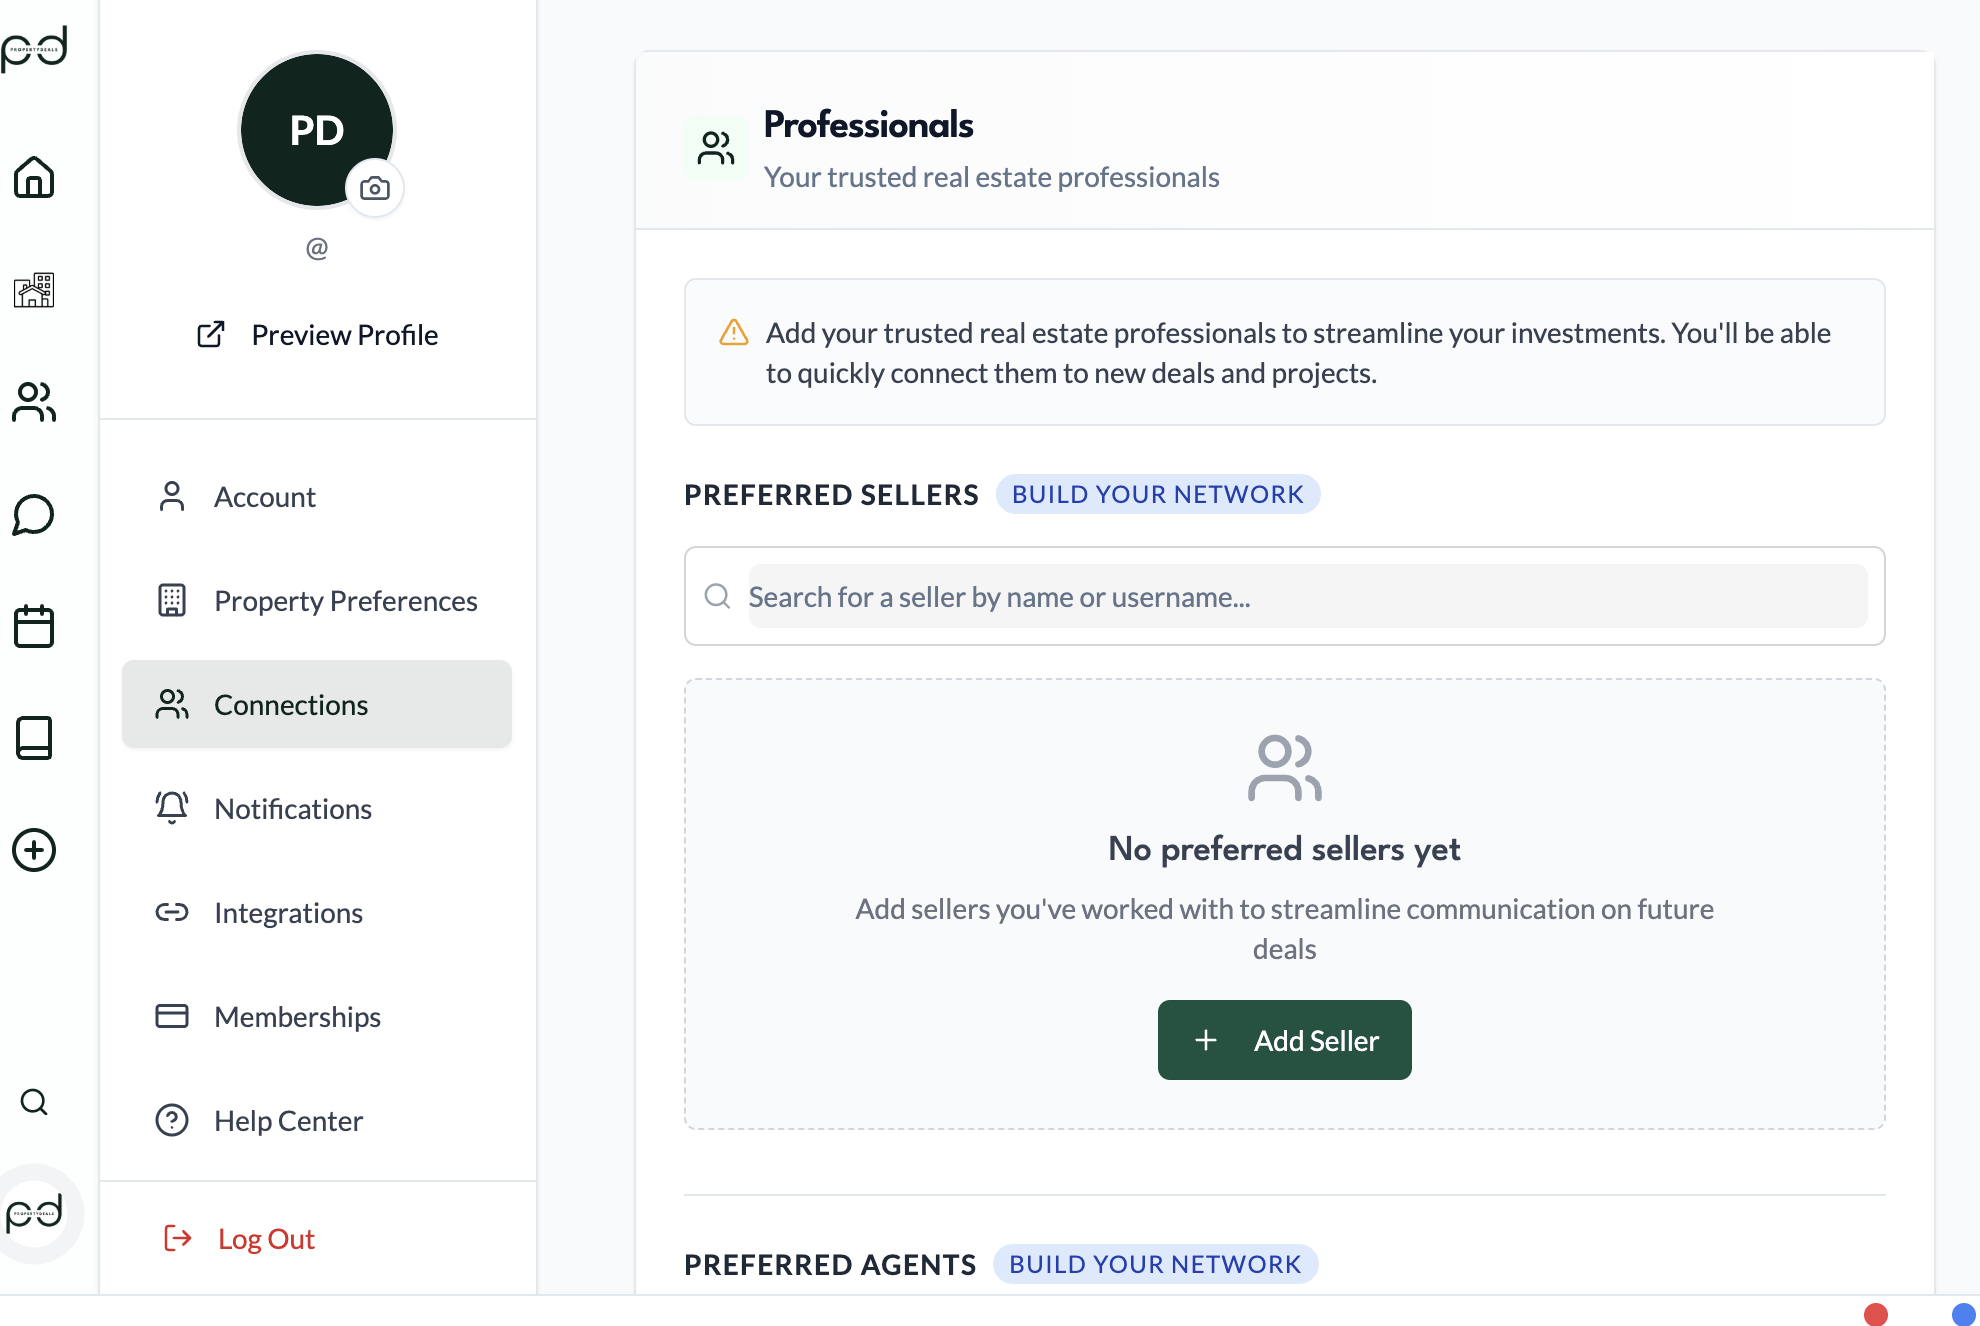 pd
PROPERTYDEALS
PD
@
Preview Profile
Account
Property Preferences
Connections
Notifications
Integrations
Memberships
Help Center
pd
PROPERTYDEALS
Log Out
Professionals
Your trusted real estate professionals
Add your trusted real estate professionals to streamline your investments. You'll be able
to quickly connect them to new deals and projects.
PREFERRED SELLERS BUILD YOUR NETWORK
Search for a seller by name or username...
No preferred sellers yet
Add sellers you've worked with to streamline communication on future
deals
Add Seller
PREFERRED AGENTS BUILD YOUR NETWORK